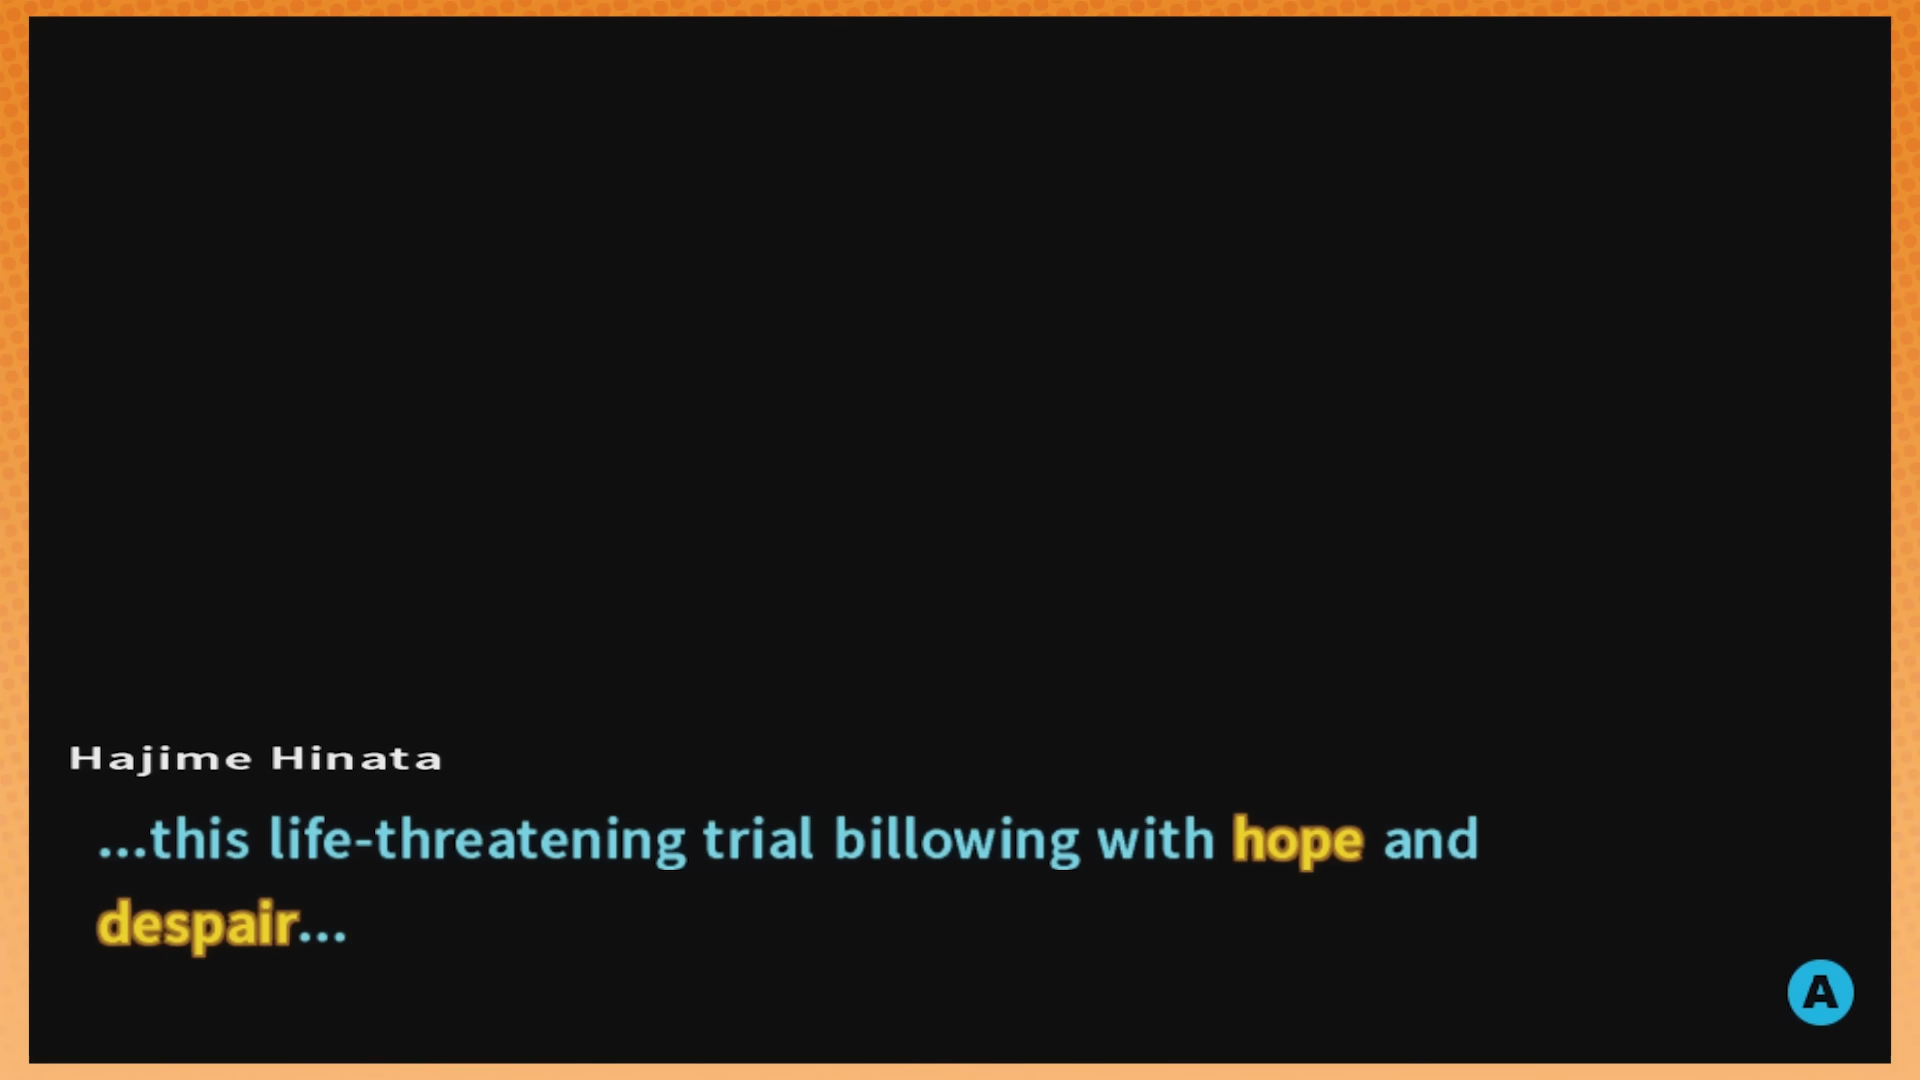 Hajime Hinata
...this life-threatening trial billowing with hope and
despair...
A